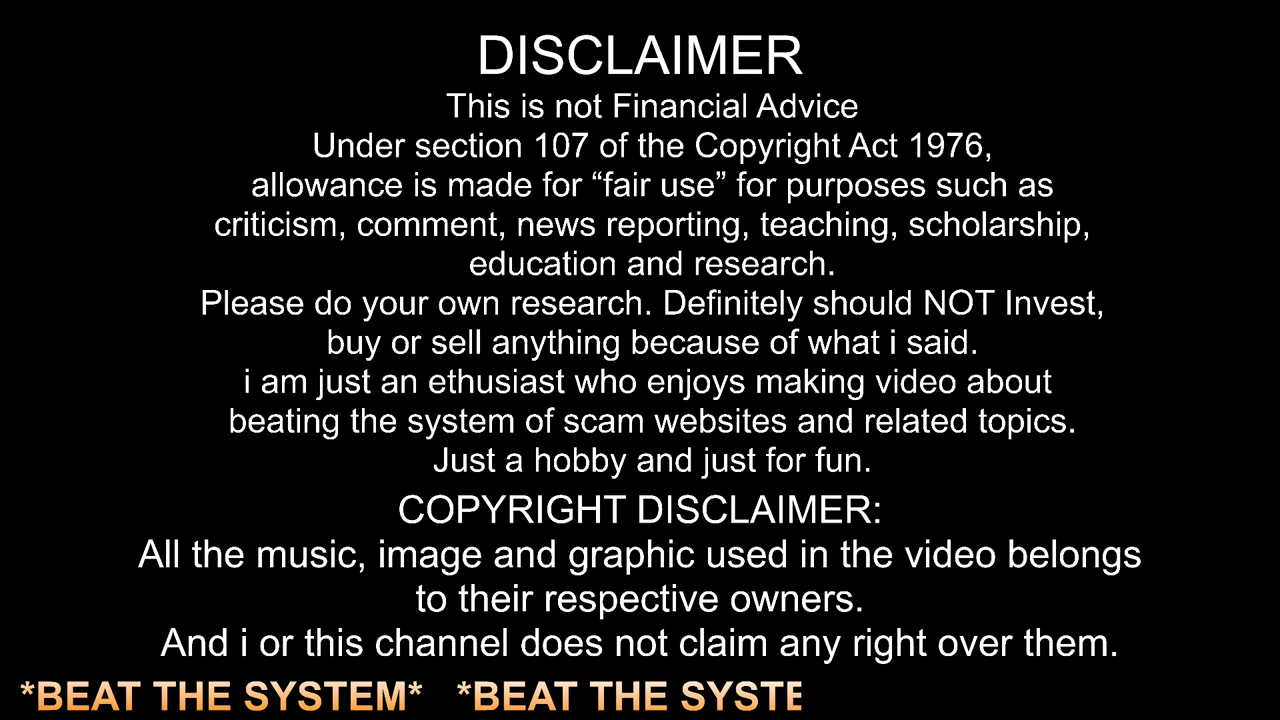 DISCLAIMER
This is not Financial Advice
Under section 107 of the Copyright Act 1976,
allowance is made for “fair use” for purposes such as
criticism, comment, news reporting, teaching, scholarship,
education and research.
Please do your own research. Definitely should NOT Invest,
buy or sell anything because of what i said.
i am just an ethusiast who enjoys making video about
beating the system of scam websites and related topics.
Just a hobby and just for fun.
COPYRIGHT DISCLAIMER:
All the music, image and graphic used in the video belongs
to their respective owners.
And i or this channel does not claim any right over them.
*BEAT THE SYSTEM* *BEAT THE SYSTE